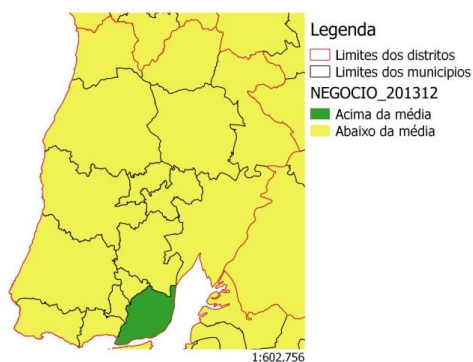 Legenda
Limites dos distritos
Limites dos municipios
NEGOCIO_201312
Acima da média
Abaixo da média
1:602.756